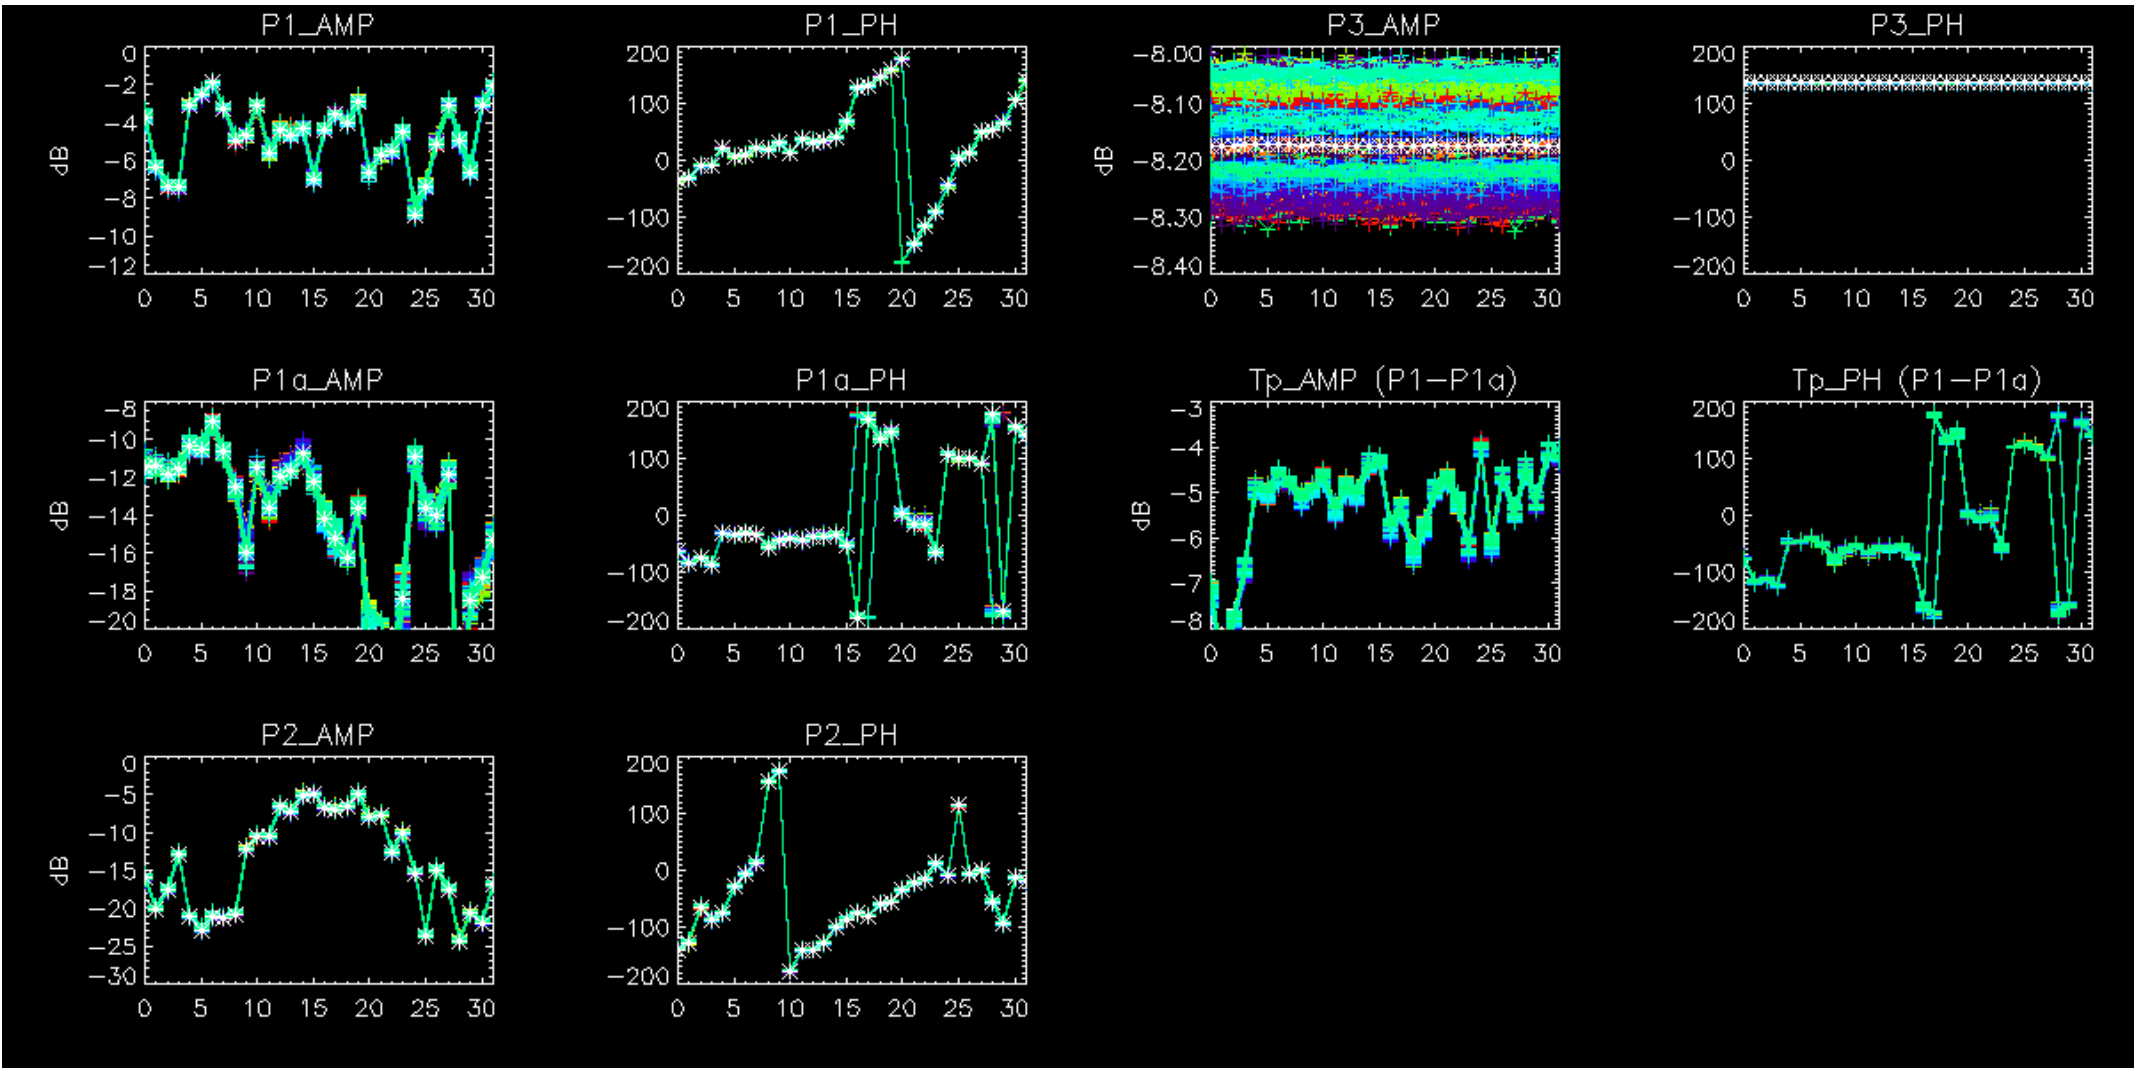 P1_AMP P1_PH P3_AMP P3_PH
0 200 -8.00 200
-2
-4 100 -8.10 100
dB -6 0 dB -8.20 0
-8
-10 -100 -8.30 -100
-12 -200 -8.40 -200
0 5 10 15 20 25 30 0 5 10 15 20 25 30 0 5 10 15 20 25 30 0 5 10 15 20 25 30
P1a_AMP P1a_PH Tp_AMP (P1-P1a) Tp_PH (P1-P1a)
-8 200 -3 200
-10 100 -4 100
-12
dB -14 0 dB -5 0
-16 -100 -6 -100
-18 -7
-20 -200 -8 -200
0 5 10 15 20 25 30 0 5 10 15 20 25 30 0 5 10 15 20 25 30 0 5 10 15 20 25 30
P2_AMP P2_PH
0 200
-5 100
-10
dB -15 0
-20 -100
-25
-30 -200
0 5 10 15 20 25 30 0 5 10 15 20 25 30